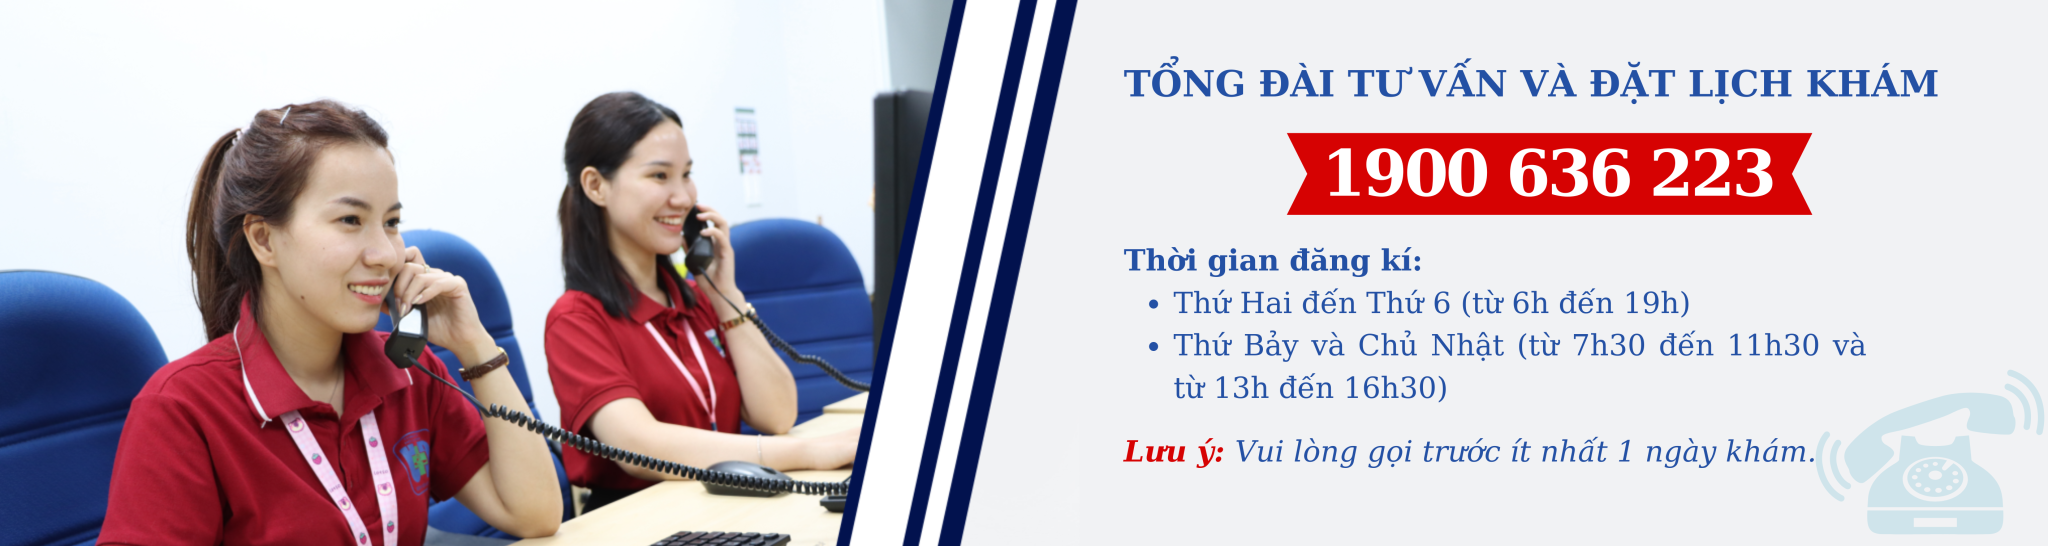 TỔNG ĐÀI TƯ VẤN VÀ ĐẶT LỊCH KHÁM
1900 636 223
Thời gian đăng kí:
• Thứ Hai đến Thứ 6 (từ 6h đến 19h)
• Thứ Bảy và Chủ Nhật (từ 7h30 đến 11h30 và
từ 13h đến 16h30)
Lưu ý: Vui lòng gọi trước ít nhất 1 ngày khám.